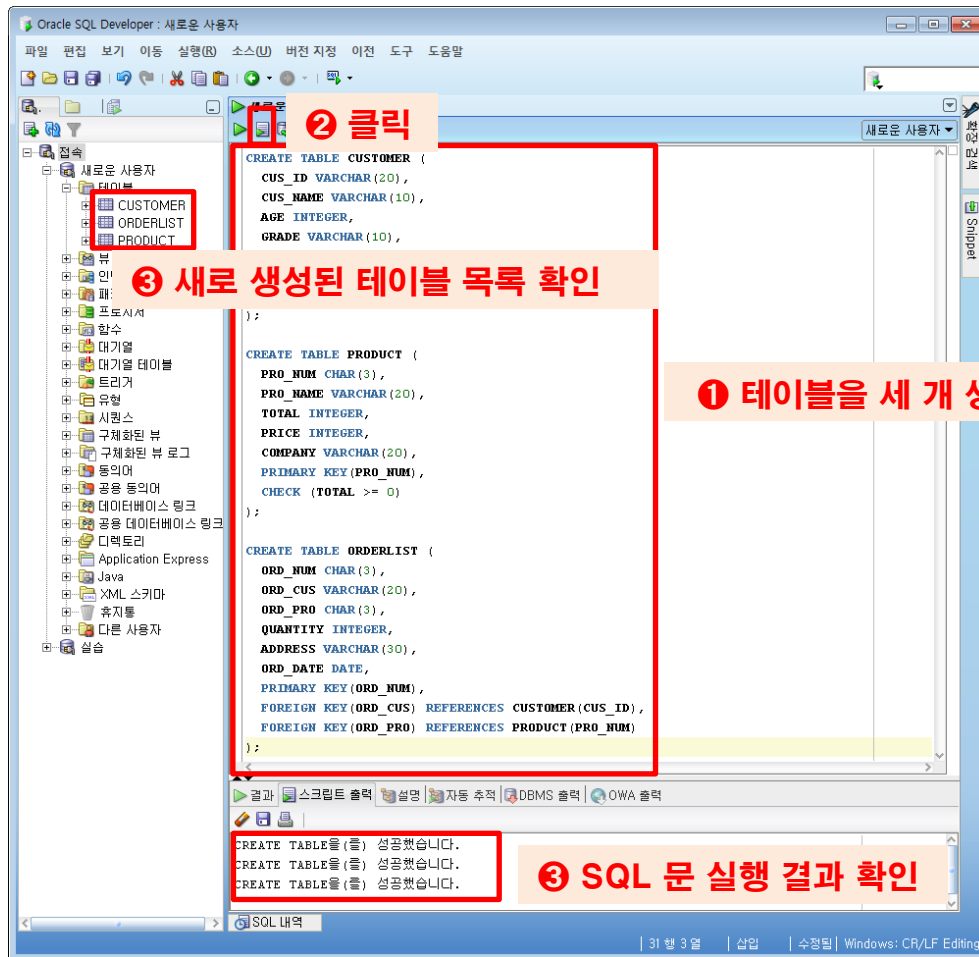 Oracle SQL Developer : 새로운 사용자
파일 편집 보기 이동 실행(R) 소스(U) 버전 지정 이전 도구 도움말
새로운
❷ 클릭
새로운 사용자
확장 검색
Snippet
접속
새로운 사용자
테이블
CUSTOMER
ORDERLIST
PRODUCT
뷰
❸ 새로 생성된 테이블 목록 확인
프로시저
함수
대기열
대기열 테이블
트리거
유형
시퀀스
구체화된 뷰
구체화된 뷰 로그
동의어
공용 동의어
데이터베이스 링크
공용 데이터베이스 링크
디렉토리
Application Express
Java
XML 스키마
휴지통
다른 사용자
실습
CREATE TABLE CUSTOMER (
CUS_ID VARCHAR(20),
CUS_NAME VARCHAR(10),
AGE INTEGER,
GRADE VARCHAR(10),
);
CREATE TABLE PRODUCT (
PRO_NUM CHAR(3),
PRO_NAME VARCHAR(20),
TOTAL INTEGER,
PRICE INTEGER,
COMPANY VARCHAR(20),
PRIMARY KEY(PRO_NUM),
CHECK (TOTAL >= 0)
);
❶ 테이블을 세 개
CREATE TABLE ORDERLIST (
ORD_NUM CHAR(3),
ORD_CUS VARCHAR(20),
ORD_PRO CHAR(3),
QUANTITY INTEGER,
ADDRESS VARCHAR(30),
ORD_DATE DATE,
PRIMARY KEY(ORD_NUM),
FOREIGN KEY(ORD_CUS) REFERENCES CUSTOMER(CUS_ID),
FOREIGN KEY(ORD_PRO) REFERENCES PRODUCT(PRO_NUM)
);
결과 스크립트 출력 설명 자동 추적 DBMS 출력 OWA 출력
CREATE TABLE을(를) 성공했습니다.
CREATE TABLE을(를) 성공했습니다.
CREATE TABLE을(를) 성공했습니다.
❸ SQL 문 실행 결과 확인
SQL 내역
31 행 3 열 삽입 수정됨 Windows: CR/LF Editing